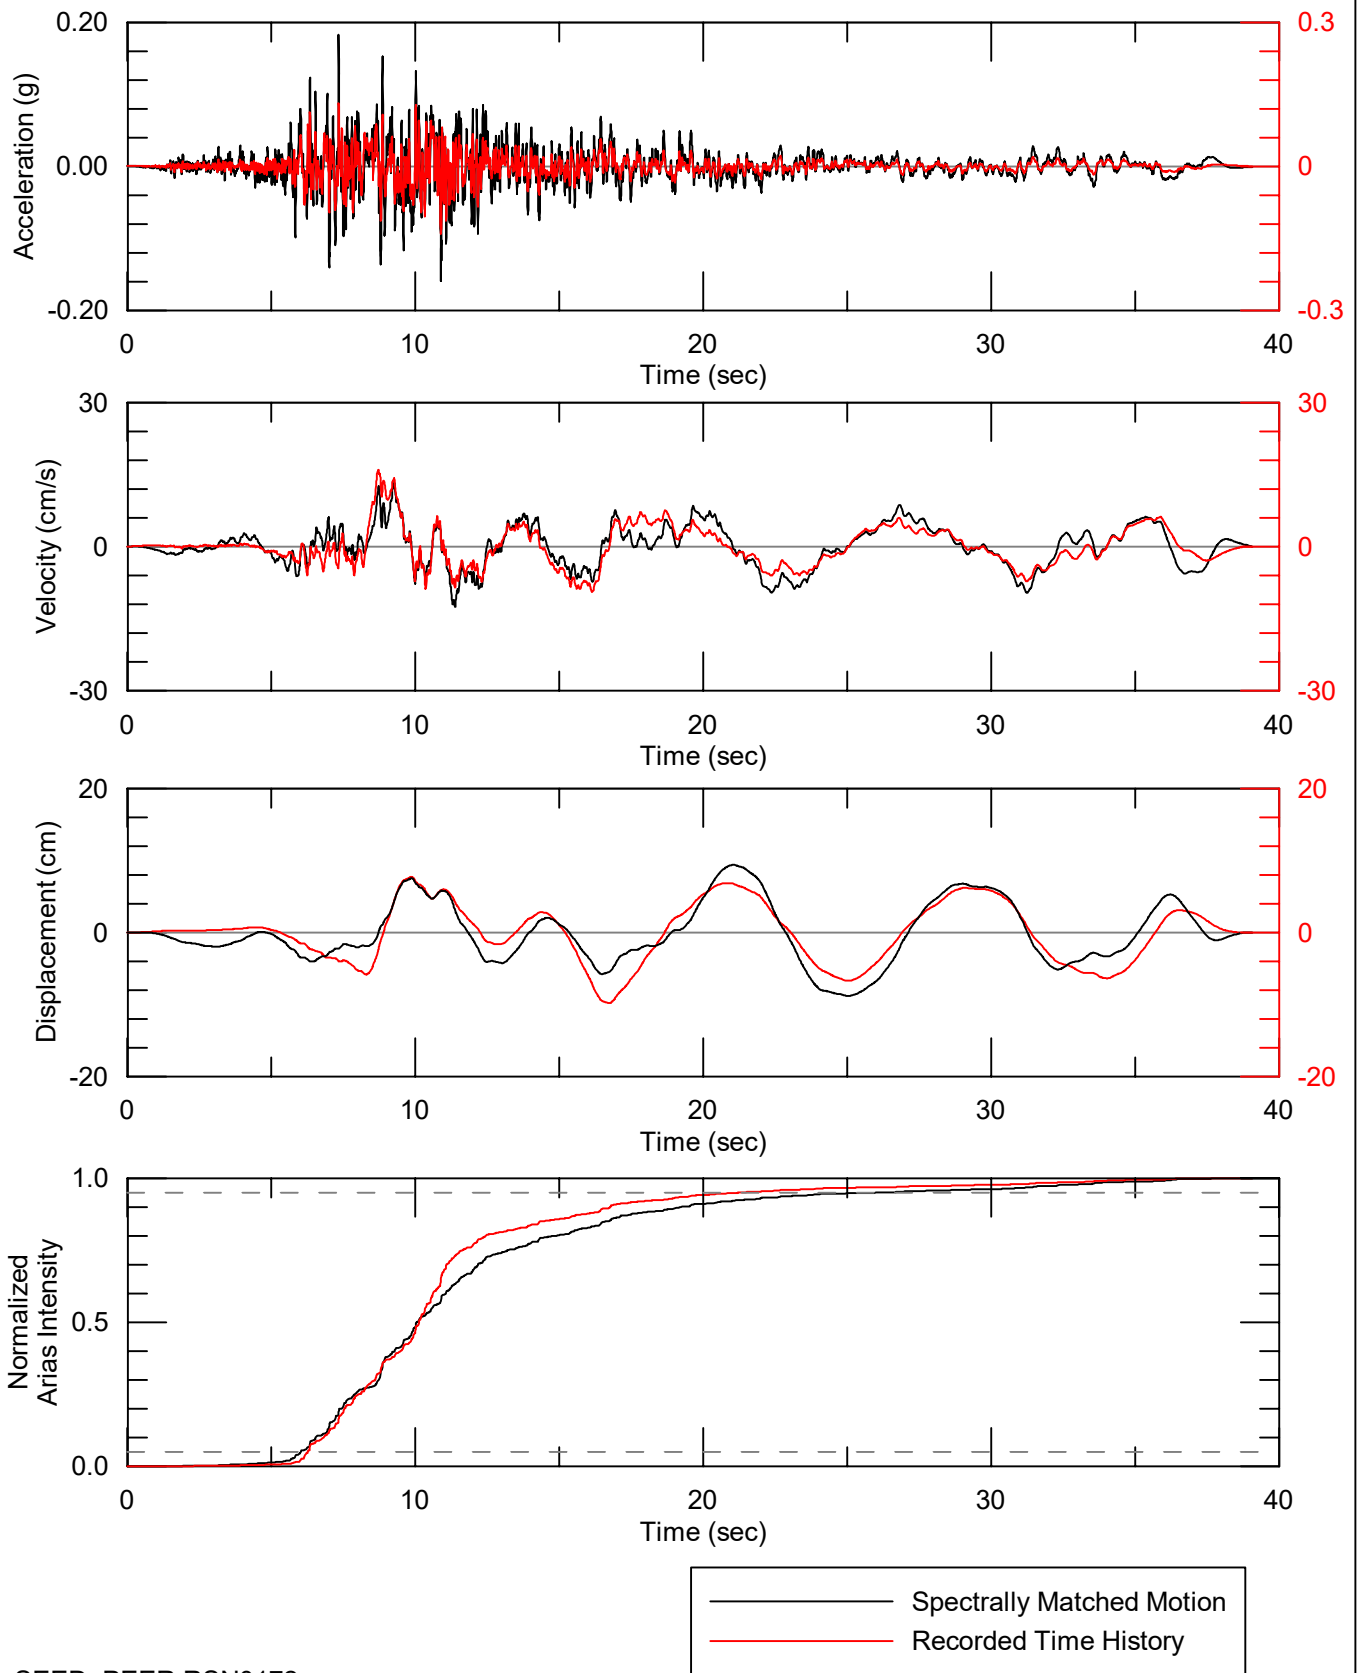 0.20
0.3
Acceleration (g)
0.00
0
-0.20
-0.3
0 10 20 30 40
Time (sec)
30
30
Velocity (cm/s)
0
0
-30
-30
0 10 20 30 40
Time (sec)
20
20
Displacement (cm)
0
0
-20
-20
0 10 20 30 40
Time (sec)
1.0
Normalized
Arias Intensity
0.5
0.0
0 10 20 30 40
Time (sec)
Spectrally Matched Motion
Recorded Time History